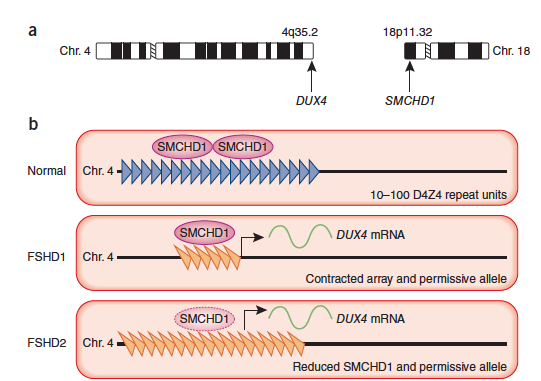 a
4q35.2
18p11.32
Chr. 4
Chr. 18
DUX4
SMCHD1
b
SMCHD1 SMCHD1
Normal
Chr. 4
10–100 D4Z4 repeat units
SMCHD1
DUX4 mRNA
FSHD1
Chr. 4
Contracted array and permissive allele
SMCHD1
DUX4 mRNA
FSHD2
Chr. 4
Reduced SMCHD1 and permissive allele